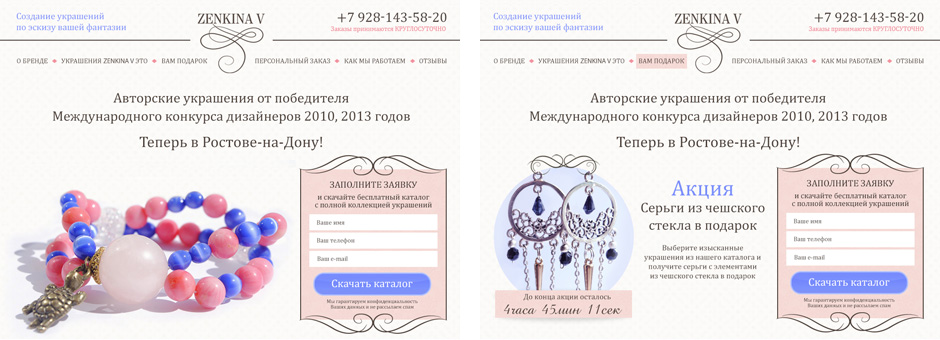 Создание украшений
по эскизу вашей фантазии
ZENKINA V
+7 928-143-58-20
Заказы принимаются КРУГЛОСУТОЧНО
О БРЕНДЕ УКРАШЕНИЯ ZENKINA V ЭТО ВАМ ПОДАРОК ПЕРСОНАЛЬНЫЙ ЗАКАЗ КАК МЫ РАБОТАЕМ ОТЗЫВЫ
Авторские украшения от победителя
Международного конкурса дизайнеров 2010, 2013 годов
Теперь в Ростове-на-Дону!
ЗАПОЛНИТЕ ЗАЯВКУ
и скачайте бесплатный каталог
с полной коллекцией украшений
Ваше имя
Ваш телефон
Ваш e-mail
Скачать каталог
Мы гарантируем конфиденциальность
Ваших данных и не рассылаем спам
Создание украшений
по эскизу вашей фантазии
ZENKINA V
+7 928-143-58-20
Заказы принимаются КРУГЛОСУТОЧНО
О БРЕНДЕ УКРАШЕНИЯ ZENKINA V ЭТО ВАМ ПОДАРОК ПЕРСОНАЛЬНЫЙ ЗАКАЗ КАК МЫ РАБОТАЕМ ОТЗЫВЫ
Авторские украшения от победителя
Международного конкурса дизайнеров 2010, 2013 годов
Теперь в Ростове-на-Дону!
До конца акции осталось
4часа 45мин 11сек
Акция
Серьги из чешского
стекла в подарок
Выберите изысканные
украшения из нашего каталога и
получите серьги с элементами
из чешского стекла в подарок
ЗАПОЛНИТЕ ЗАЯВКУ
и скачайте бесплатный каталог
с полной коллекцией украшений
Ваше имя
Ваш телефон
Ваш e-mail
Скачать каталог
Мы гарантируем конфиденциальность
Ваших данных и не рассылаем спам